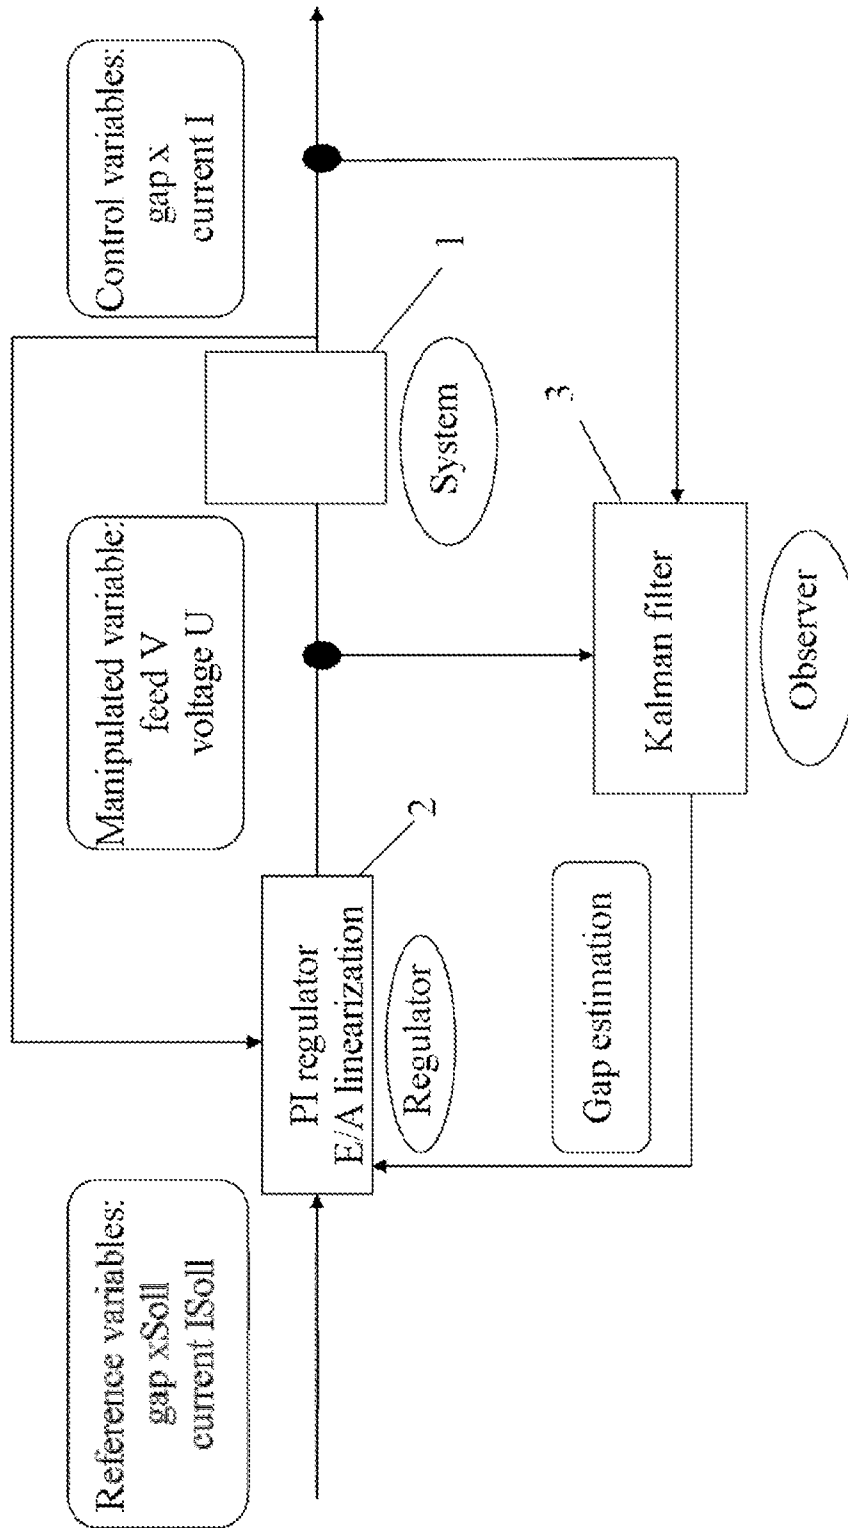 Reference variables:
gap xSoll
current ISoll
Manipulated variable:
feed V
voltage U
Control variables:
gap x
current I
PI regulator
E/A linearization
2
Regulator
1
System
Gap estimation
3
Kalman filter
Observer